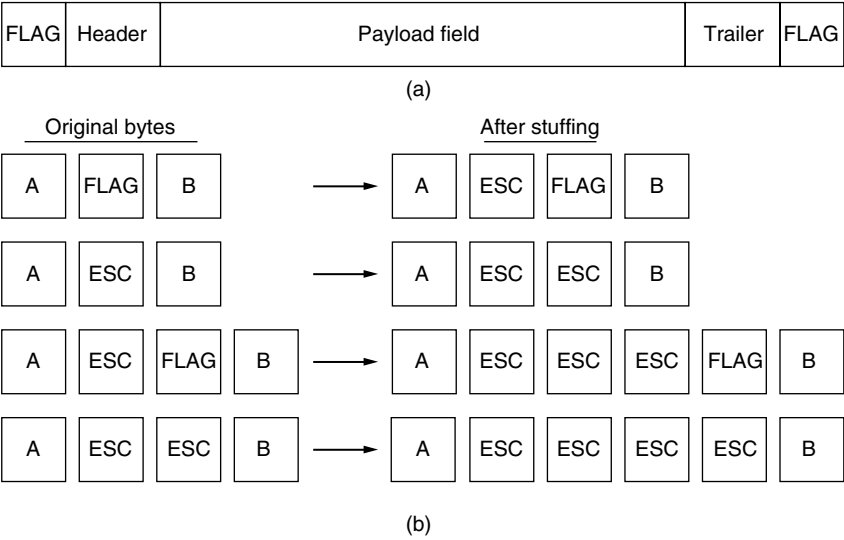 FLAG Header Payload field Trailer FLAG
(a)
Original bytes After stuffing
A FLAG B A ESC FLAG B
A ESC B A ESC ESC B
A ESC FLAG B A ESC ESC ESC FLAG B
A ESC ESC B A ESC ESC ESC ESC B
(b)